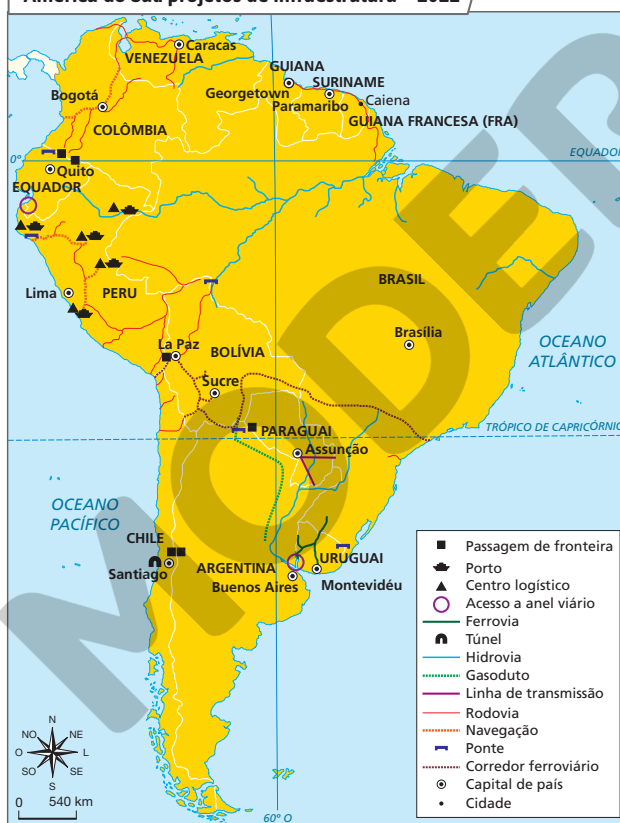 América do Sul: projetos de infraestrutura – 2022
Caracas
VENEZUELA
GUIANA
Georgetown
SURINAME
Paramaribo
Caiena
GUIANA FRANCESA (FRA)
Bogotá
COLÔMBIA
0º
EQUADOR
Quito
EQUADOR
Lima
PERU
BRASIL
Brasília
La Paz
BOLÍVIA
Sucre
OCEANO
ATLÂNTICO
PARAGUAI
TRÓPICO DE CAPRICÓRNIO
Assunção
OCEANO
PACÍFICO
CHILE
Santiago
ARGENTINA
Buenos Aires
URUGUAI
Montevidéu
Passagem de fronteira
Porto
Centro logístico
Acesso a anel viário
Ferrovia
Túnel
Hidrovia
Gasoduto
Linha de transmissão
Rodovia
Navegação
Ponte
Corredor ferroviário
Capital de país
Cidade
N
NO
NE
O
L
SO
SE
S
0 540 km
60º O